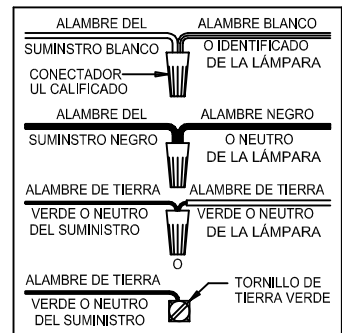 ALAMBRE DEL ALAMBRE BLANCO
SUMINSTRO BLANCO O IDENTIFICADO
DE LA LÁMPARA
CONECTADOR
UL CALIFICADO
ALAMBRE DEL ALAMBRE NEGRO
SUMINSTRO NEGRO O NEUTRO
DE LA LÁMPARA
ALAMBRE DE TIERRA ALAMBRE DE TIERRA
VERDE O NEUTRO VERDE O NEUTRO
DEL SUMINISTRO DE LA LÁMPARA
O
ALAMBRE DE TIERRA TORNILLO DE
VERDE O NEUTRO TIERRA VERDE
DEL SUMINISTRO